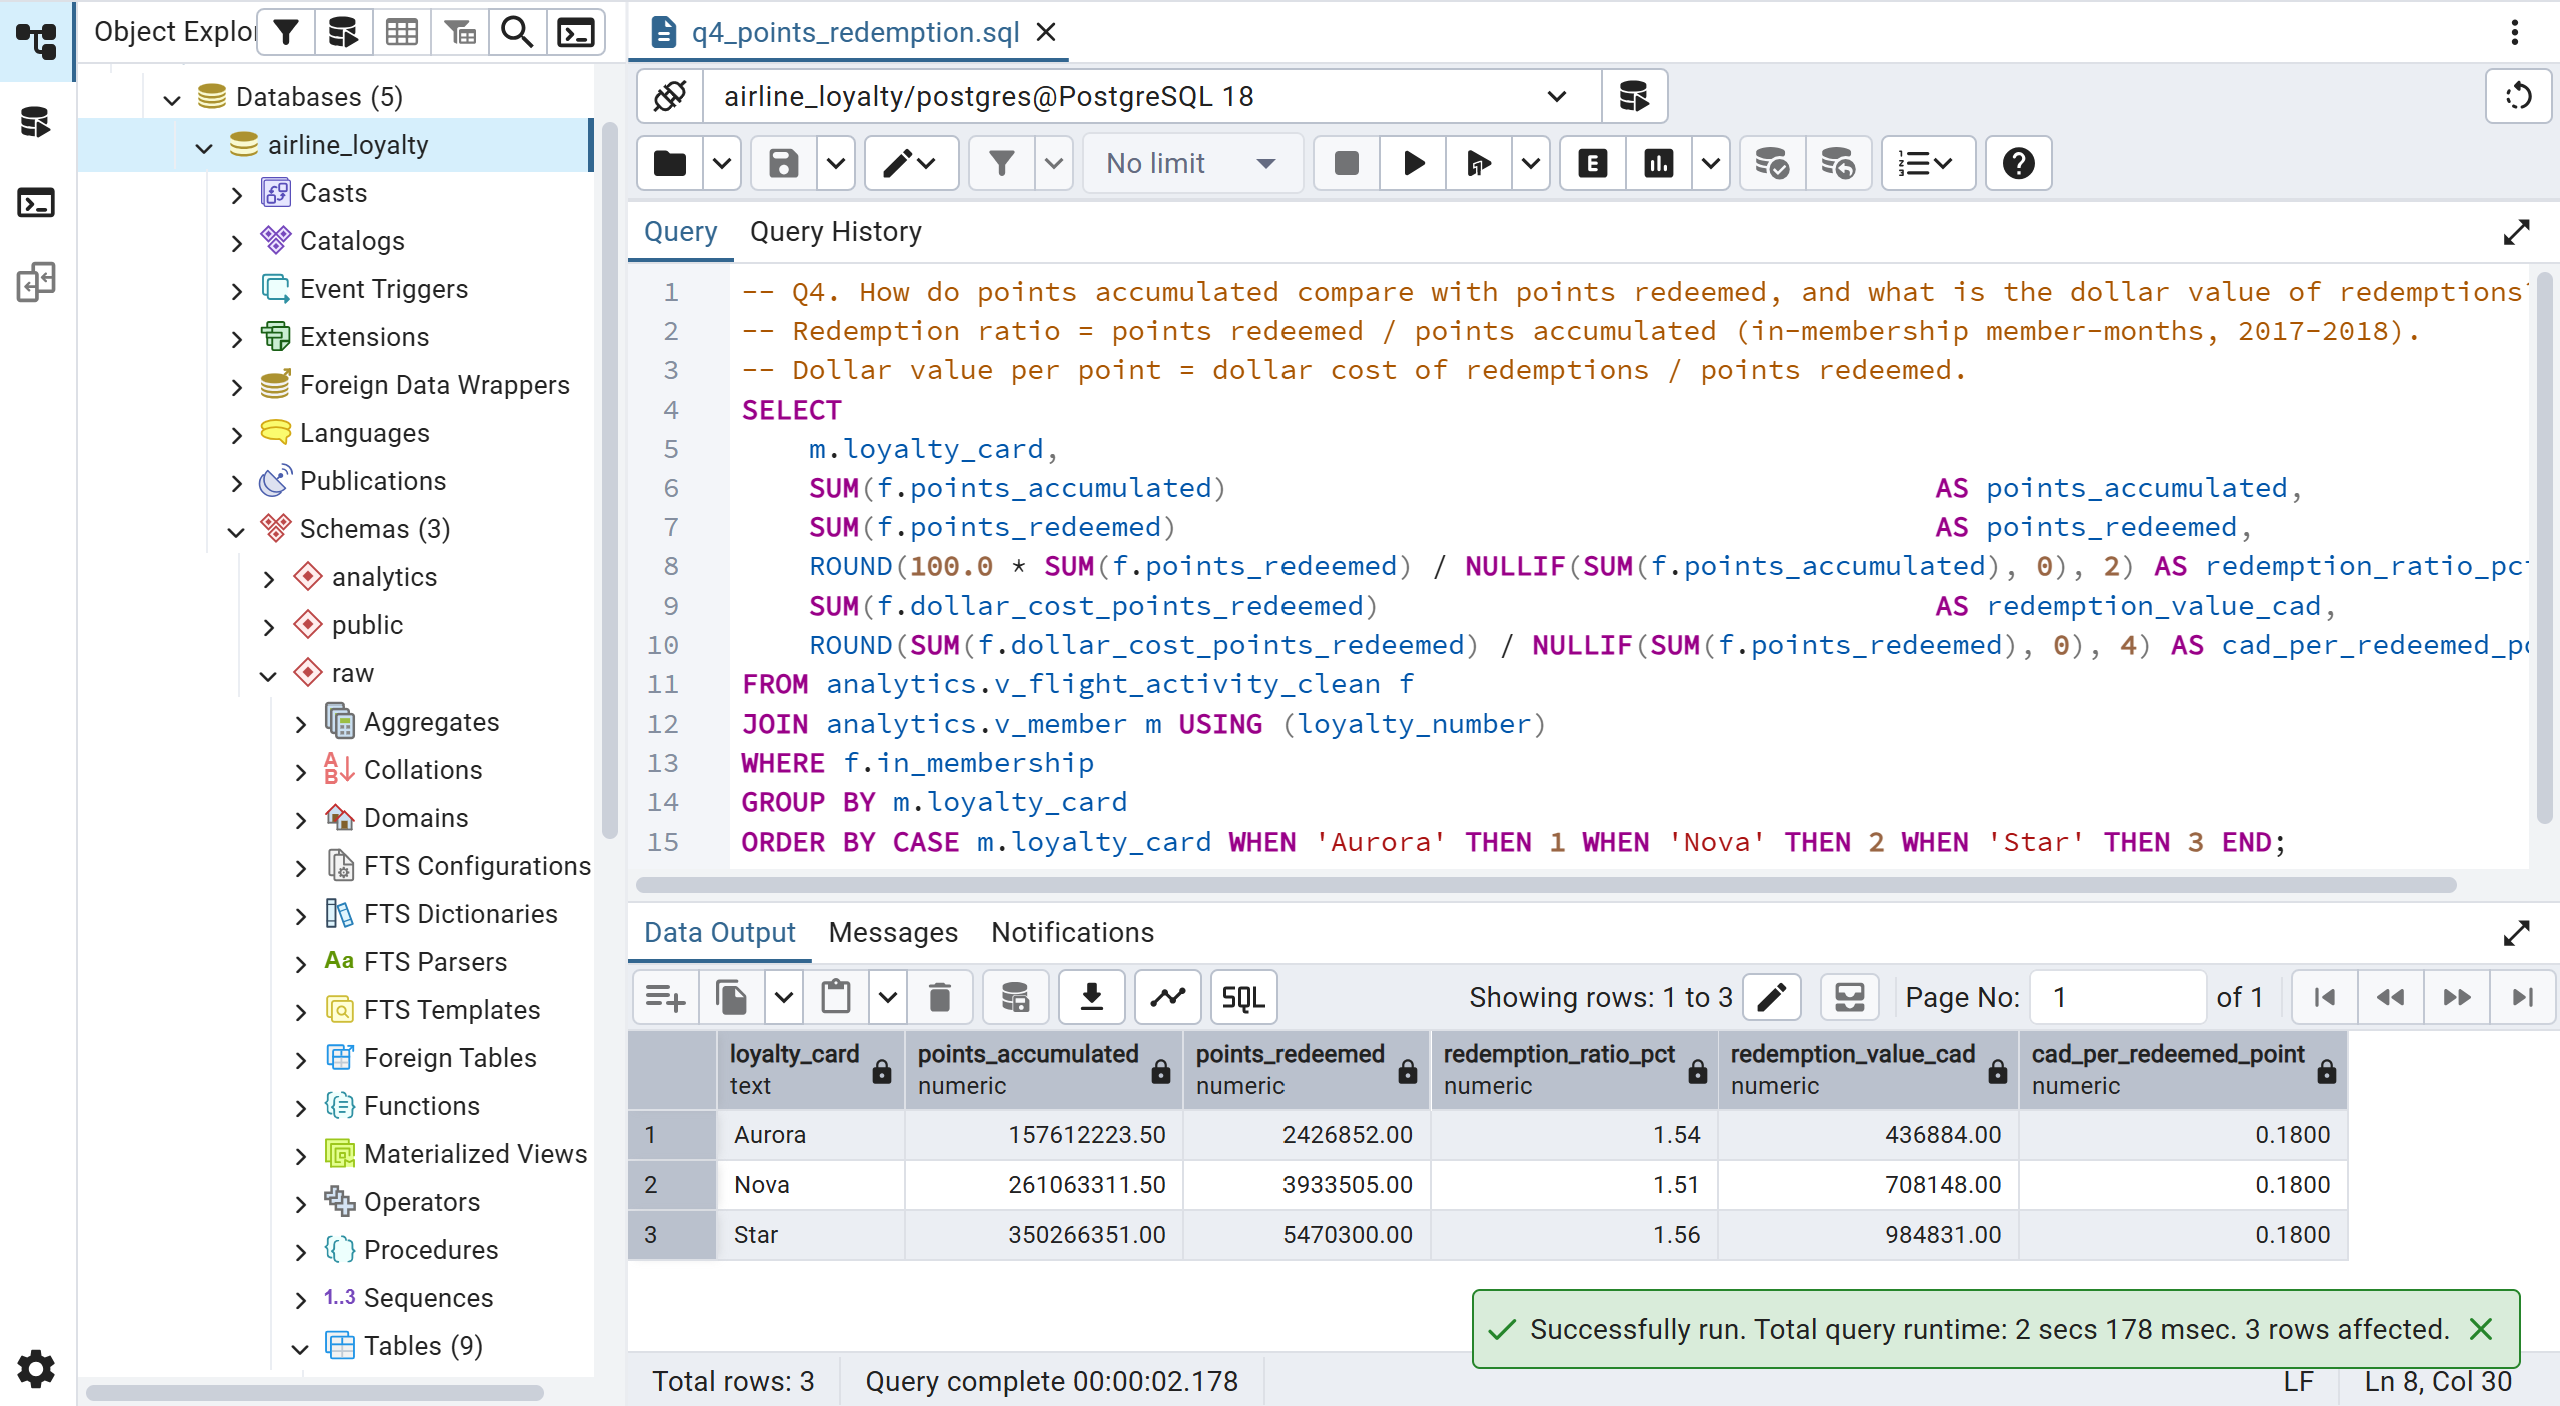 Object Explo
Databases (5)
airline_loyalty
Casts
Catalogs
Event Triggers
Extensions
Foreign Data Wrappers
Languages
Publications
Schemas (3)
analytics
public
raw
Aggregates
Collations
Domains
FTS Configurations
FTS Dictionaries
Aa FTS Parsers
FTS Templates
Foreign Tables
Functions
Materialized Views
Operators
Procedures
1..3 Sequences
Tables (9)
q4_points_redemption.sql
airline_loyalty/postgres@PostgreSQL 18
No limit
E
Query Query History
1 -- Q4. How do points accumulated compare with points redeemed, and what is the dollar value of redemptions?
2 -- Redemption ratio = points redeemed / points accumulated (in-membership member-months, 2017-2018).
3 -- Dollar value per point = dollar cost of redemptions / points redeemed.
4 SELECT
5 m.loyalty_card,
6 SUM(f.points_accumulated) AS points_accumulated,
7 SUM(f.points_redeemed) AS points_redeemed,
8 ROUND(100.0 * SUM(f.points_redeemed) / NULLIF(SUM(f.points_accumulated), 0), 2) AS redemption_ratio_pct
9 SUM(f.dollar_cost_points_redeemed) AS redemption_value_cad,
10 ROUND(SUM(f.dollar_cost_points_redeemed) / NULLIF(SUM(f.points_redeemed), 0), 4) AS cad_per_redeemed_po
11 FROM analytics.v_flight_activity_clean f
12 JOIN analytics.v_member m USING (loyalty_number)
13 WHERE f.in_membership
14 GROUP BY m.loyalty_card
15 ORDER BY CASE m.loyalty_card WHEN 'Aurora' THEN 1 WHEN 'Nova' THEN 2 WHEN 'Star' THEN 3 END;
Data Output Messages Notifications
SQL Showing rows: 1 to 3 Page No: 1 of 1
loyalty_card points_accumulated points_redeemed redemption_ratio_pct redemption_value_cad cad_per_redeemed_point
text numeric numeric numeric numeric numeric
1 Aurora 157612223.50 2426852.00 1.54 436884.00 0.1800
2 Nova 261063311.50 3933505.00 1.51 708148.00 0.1800
3 Star 350266351.00 5470300.00 1.56 984831.00 0.1800
Successfully run. Total query runtime: 2 secs 178 msec. 3 rows affected.
Total rows: 3 Query complete 00:00:02.178 LF Ln 8, Col 30